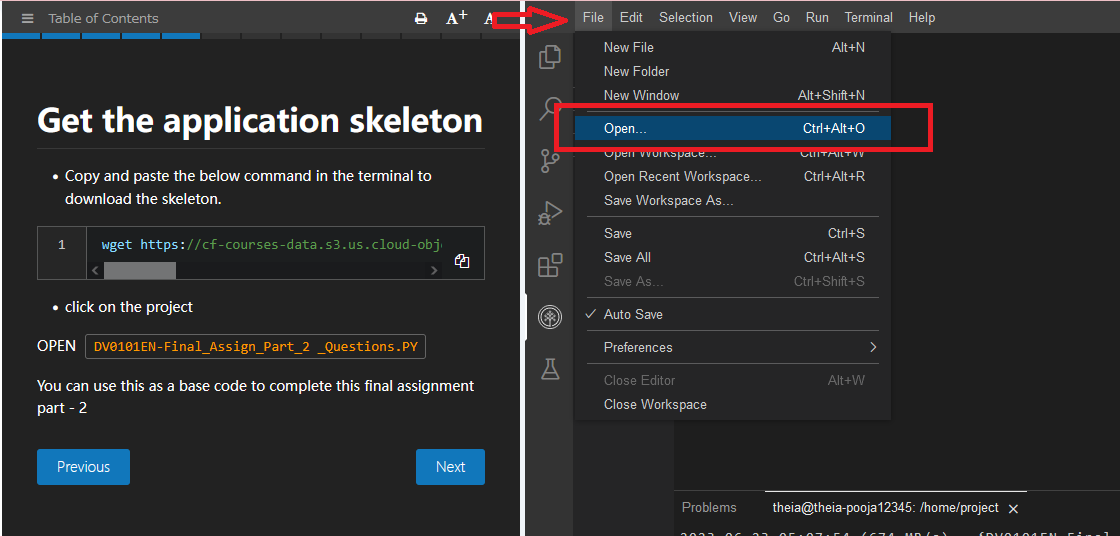 Table of Contents
A+
A
Get the application skeleton
• Copy and paste the below command in the terminal to
download the skeleton.
1 wget https://cf-courses-data.s3.us.cloud-obj
• click on the project
OPEN DV0101EN-Final_Assign_Part_2 _Questions.PY
You can use this as a base code to complete this final assignment
part - 2
Previous
Next
File Edit Selection View Go Run Terminal Help
New File Alt+N
New Folder
New Window Alt+Shift+N
Open... Ctrl+Alt+O
Open Workspace... Ctrl+Alt+W
Open Recent Workspace... Ctrl+Alt+R
Save Workspace As...
Save Ctrl+S
Save All Ctrl+Alt+S
Save As... Ctrl+Shift+S
Auto Save
Preferences
Close Editor Alt+W
Close Workspace
Problems theia@theia-pooja12345: /home/project